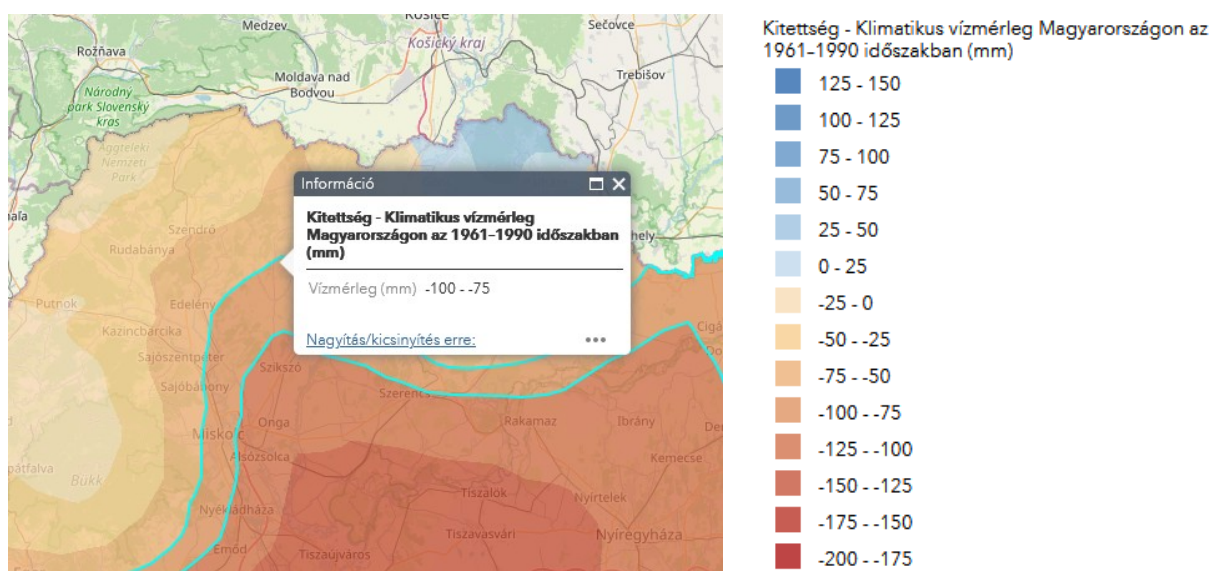 Medzev
Sečovce
Rožňava
Košický kraj
Moldava nad
Bodvou
Trebišov
Národný
park Slovenský
kras
Aggteleki
Nemzeti
Park
Szendrő
Rudabánya
Putnok
Edelény
Kazincbarcika
Sajószentpéter
Sajóbábony
Szikszó
Szerencs
Onga
Rakamaz
Ibrány
Miskolc
Alsózsolca
Kemecse
Bükk
Tiszalök
Nyírtelek
Nyékládháza
Tiszavasvári
Nyíregyháza
Emőd
Tiszaújváros
Információ
Kitettség - Klimatikus vízmérleg
Magyarországon az 1961–1990 időszakban
(mm)
Vízmérleg (mm) -100 - -75
Nagyítás/kicsinyítés erre:
Kitettség - Klimatikus vízmérleg Magyarországon az
1961–1990 időszakban (mm)
125 - 150
100 - 125
75 - 100
50 - 75
25 - 50
0 - 25
-25 - 0
-50 - -25
-75 - -50
-100 - -75
-125 - -100
-150 - -125
-175 - -150
-200 - -175